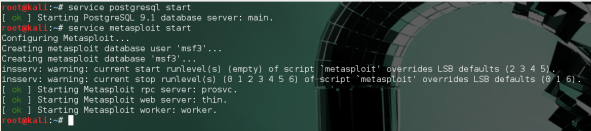 root@kali:~# service postgresql start
[ ok ] Starting PostgreSQL 9.1 database server: main.
root@kali:~# service metasploit start
Configuring Metasploit...
Creating metasploit database user 'msf3'...
Creating metasploit database 'msf3'...
insserv: warning: current start runlevel(s) (empty) of script `metasploit' overrides LSB defaults (2 3 4 5).
insserv: warning: current stop runlevel(s) (0 1 2 3 4 5 6) of script `metasploit' overrides LSB defaults (0 1 6).
[ ok ] Starting Metasploit rpc server: prosvc.
[ ok ] Starting Metasploit web server: thin.
[ ok ] Starting Metasploit worker: worker.
root@kali:~#